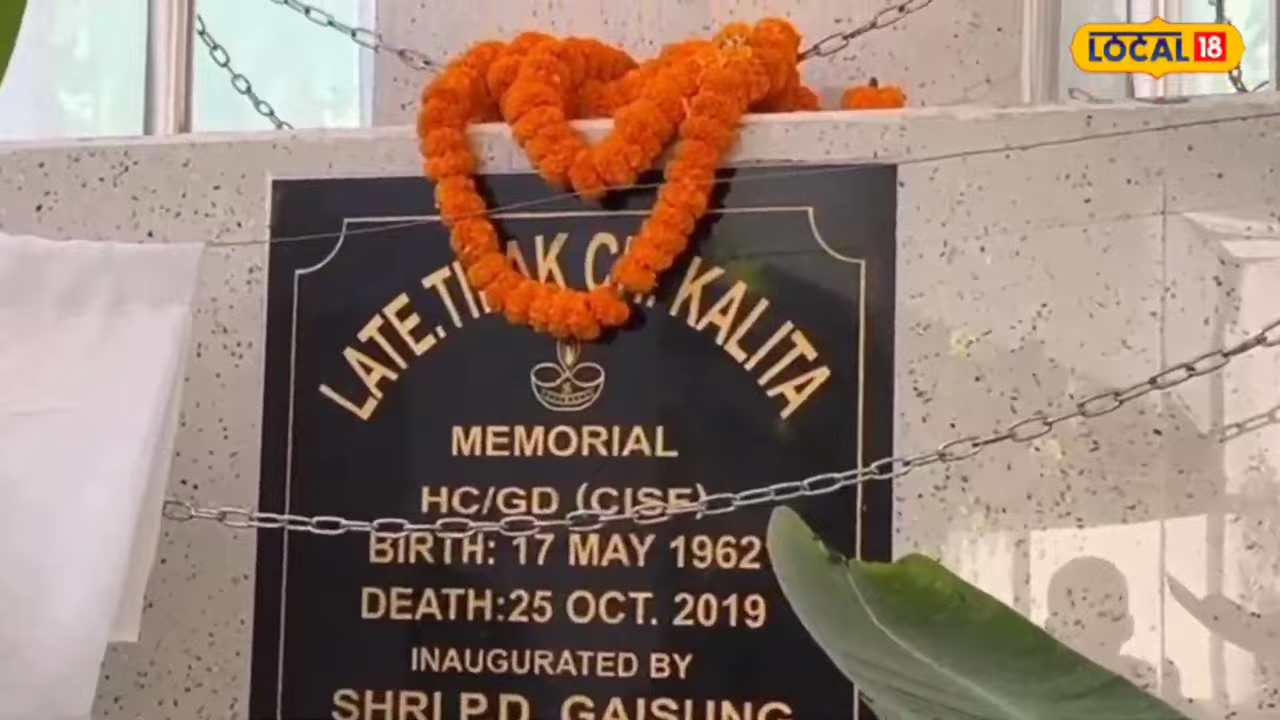 LOCAL 18
LATE. KALITA
MEMORIAL
HC/GD (CISF)
BIRTH: 17 MAY 1962
DEATH:25 OCT. 2019
INAUGURATED BY
SHRI P.D. GAISUNG